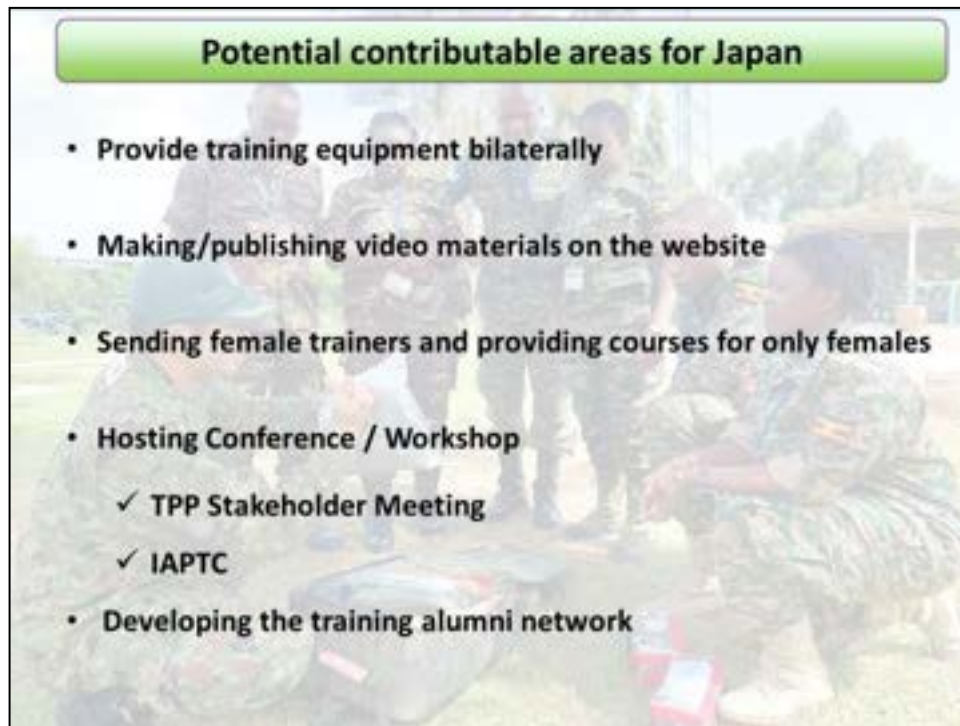 Potential contributable areas for Japan
• Provide training equipment bilaterally
• Making/publishing video materials on the website
• Sending female trainers and providing courses for only females
• Hosting Conference / Workshop
✓ TPP Stakeholder Meeting
✓ IAPTC
• Developing the training alumni network